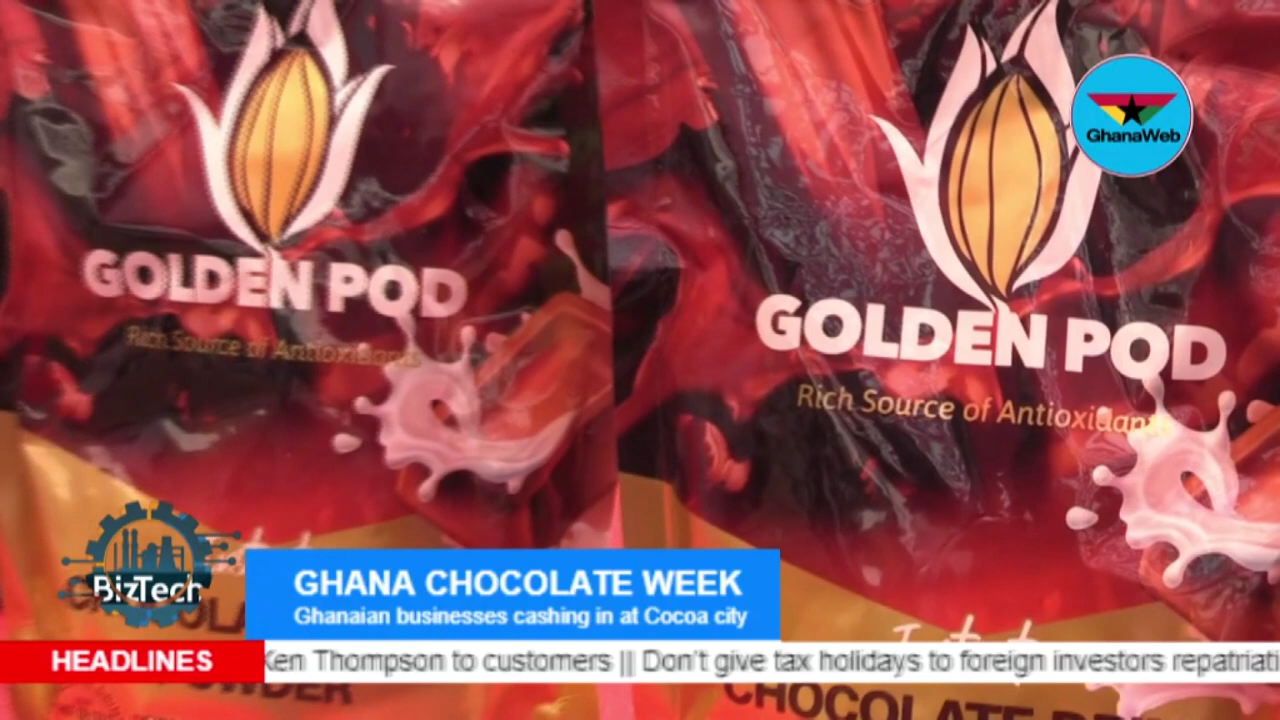 GOLDEN POD
Rich Source of Antioxidants
GOLDEN POD
Rich Source of Antioxidants
GhanaWeb
BizTech
GHANA CHOCOLATE WEEK
Ghanaian businesses cashing in at Cocoa city
HEADLINES
Ken Thompson to customers || Don't give tax holidays to foreign investors repatriati
POWDER
CHOCOLATE